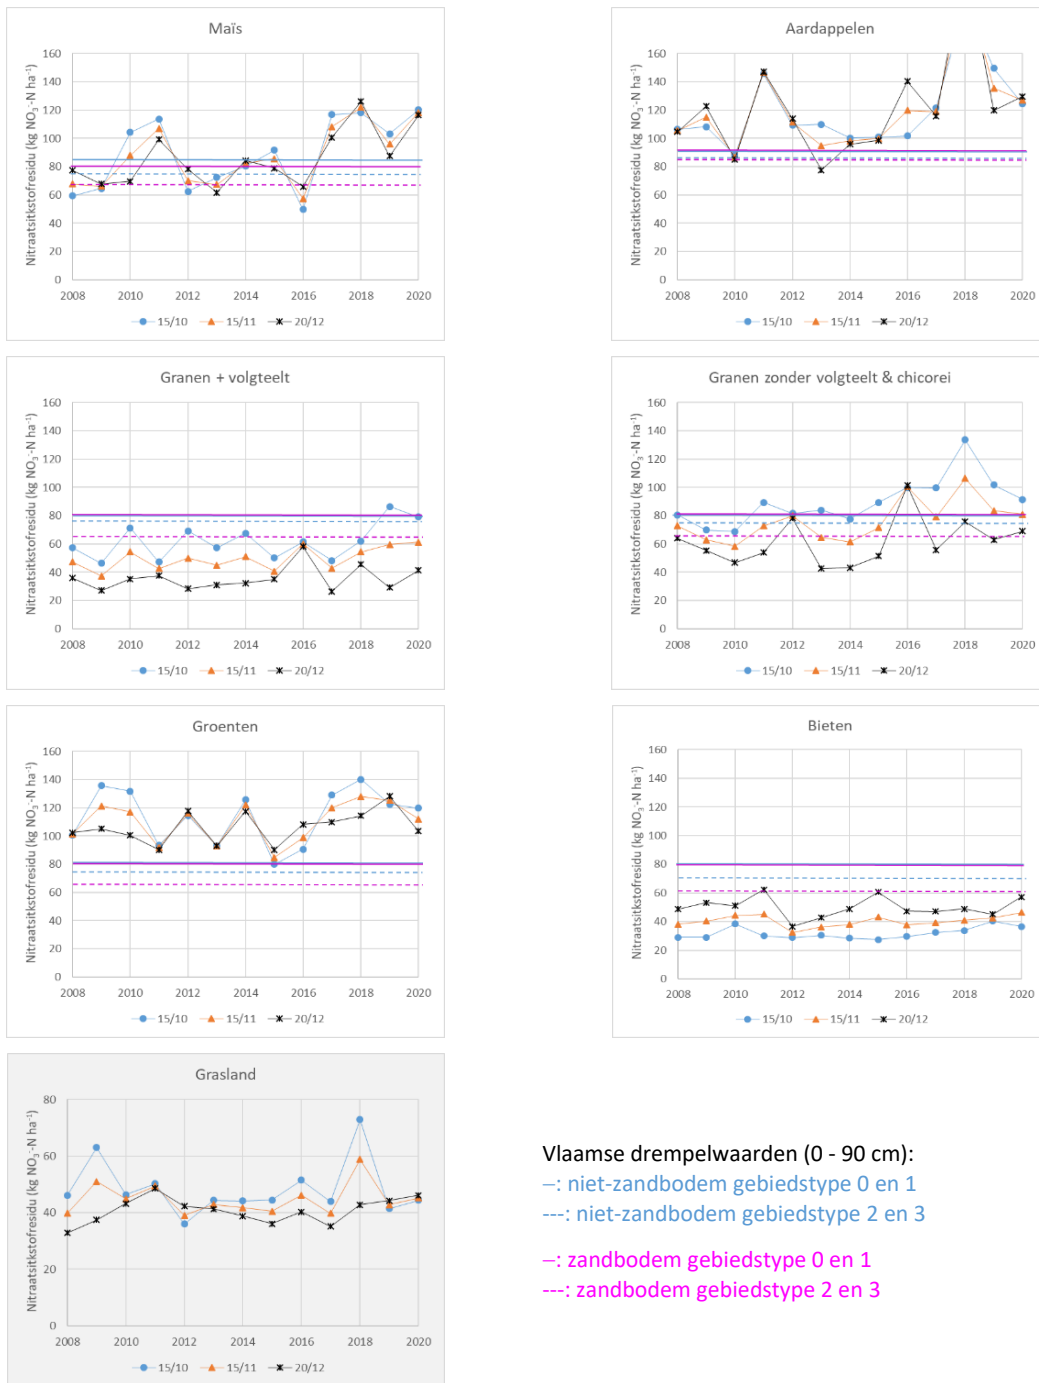 Maïs
Nitraatsitkstofresidu (kg NO₃⁻-N ha⁻¹)
160
140
120
100
80
60
40
20
0
2008 2010 2012 2014 2016 2018 2020
15/10 15/11 20/12
Aardappelen
Nitraatsitkstofresidu (kg NO₃⁻-N ha⁻¹)
160
140
120
100
80
60
40
20
0
2008 2010 2012 2014 2016 2018 2020
15/10 15/11 20/12
Granen + volgteelt
Nitraatsitkstofresidu (kg NO₃⁻-N ha⁻¹)
160
140
120
100
80
60
40
20
0
2008 2010 2012 2014 2016 2018 2020
15/10 15/11 20/12
Granen zonder volgteelt & chicorei
Nitraatsitkstofresidu (kg NO₃⁻-N ha⁻¹)
160
140
120
100
80
60
40
20
0
2008 2010 2012 2014 2016 2018 2020
15/10 15/11 20/12
Groenten
Nitraatsitkstofresidu (kg NO₃⁻-N ha⁻¹)
160
140
120
100
80
60
40
20
0
2008 2010 2012 2014 2016 2018 2020
15/10 15/11 20/12
Bieten
Nitraatsitkstofresidu (kg NO₃⁻-N ha⁻¹)
160
140
120
100
80
60
40
20
0
2008 2010 2012 2014 2016 2018 2020
15/10 15/11 20/12
Grasland
Nitraatsitkstofresidu (kg NO₃⁻-N ha⁻¹)
80
60
40
20
0
2008 2010 2012 2014 2016 2018 2020
15/10 15/11 20/12
Vlaamse drempelwaarden (0 - 90 cm):
–: niet-zandbodem gebiedstype 0 en 1
---: niet-zandbodem gebiedstype 2 en 3
–: zandbodem gebiedstype 0 en 1
---: zandbodem gebiedstype 2 en 3